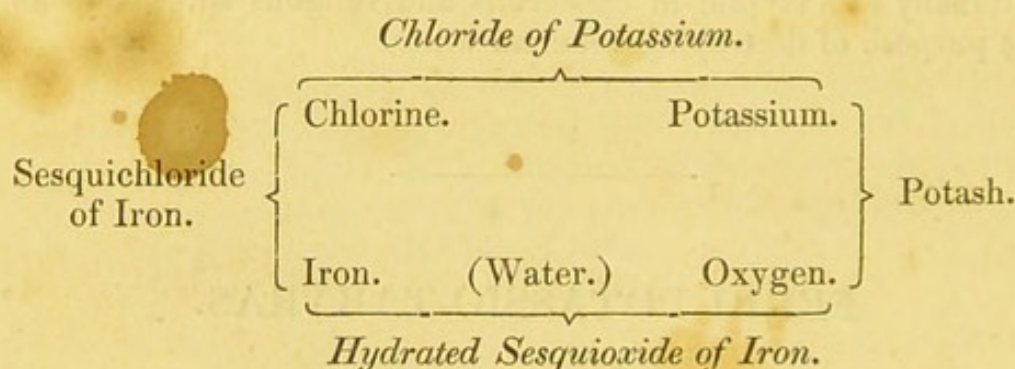 Chloride of Potassium.
Chlorine. Potassium.
Sesquichloride
of Iron.
Potash.
Iron. (Water.) Oxygen.
Hydrated Sesquioxide of Iron.